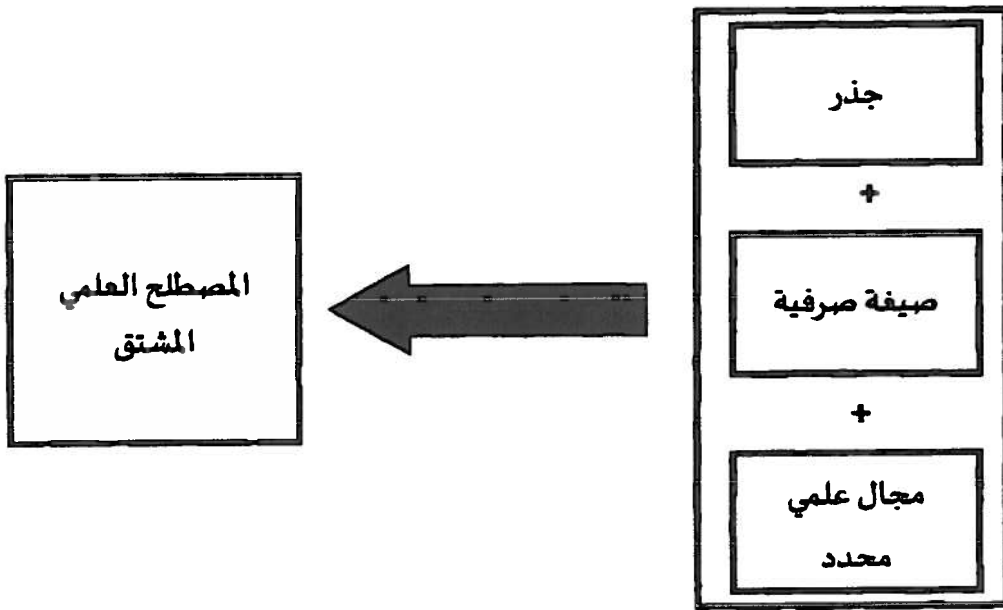 جذر
+
صيغة صرفية
+
مجال علمي
محدد
المصطلح العلمي
المشتق